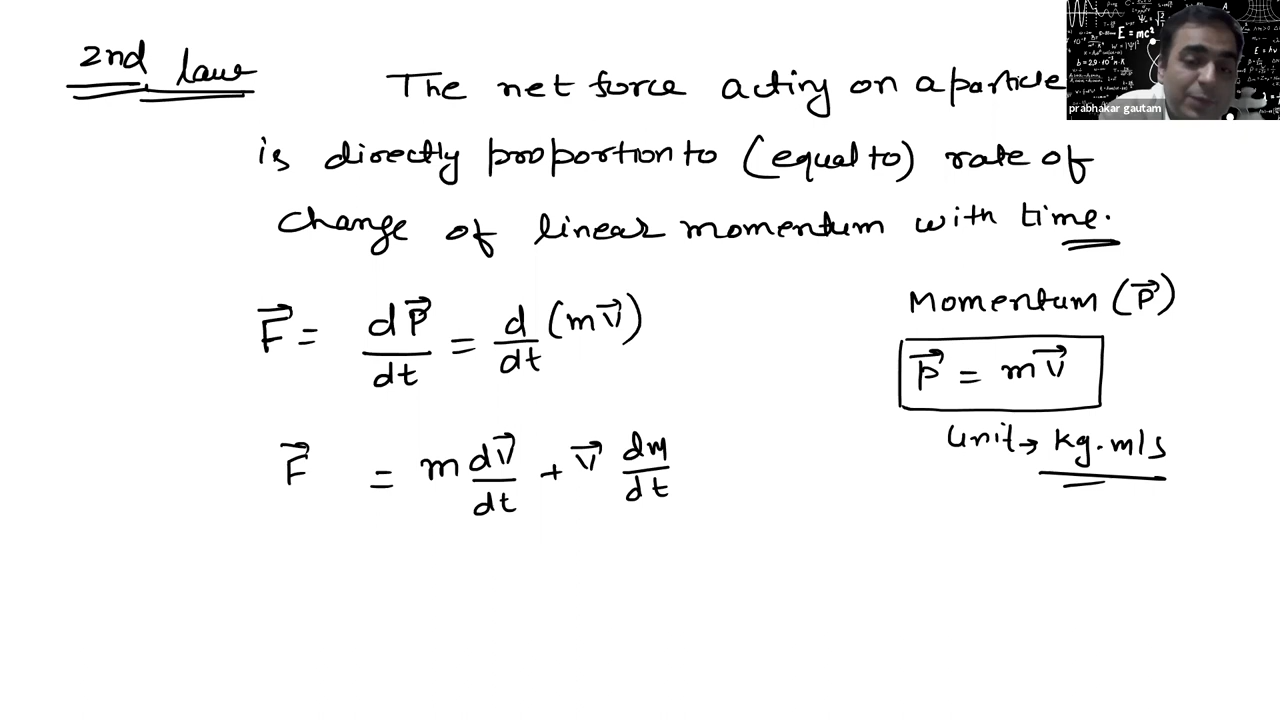 2nd law
The net force acting on a particle
is directly proportion to (equal to) rate of
change of linear momentum with time.
Momentum (P⃗)
F⃗ = dP⃗/dt = d/dt (mV⃗)
P⃗ = mV⃗
Unit → kg.m/s
F⃗ = m dV⃗/dt + V⃗ dm/dt
prabhakar gautam
E = mc²